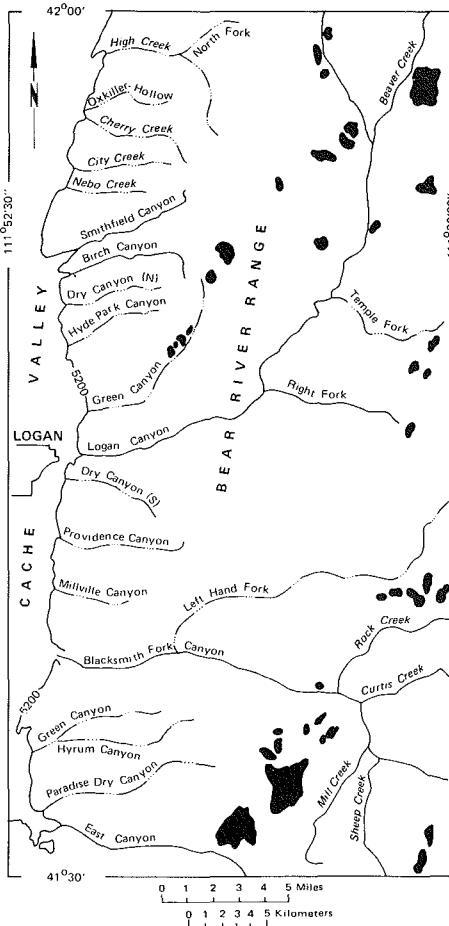 42°00'
High Creek
North Fork
Beaver Creek
N
Oxkiller Hollow
Cherry Creek
City Creek
Nebo Creek
111°52'30"
Smithfield Canyon
Birch Canyon
Dry Canyon (N)
Hyde Park Canyon
Temple Fork
BEAR RIVER RANGE
VALLEY
5200
Green Canyon
Right Fork
LOGAN
Logan Canyon
Dry Canyon (S)
Providence Canyon
CACHE
Millville Canyon
Left Hand Fork
Rock Creek
Blacksmith Fork Canyon
Curtis Creek
5200
Green Canyon
Hyrum Canyon
Paradise Dry Canyon
Mill Creek
Sheep Creek
East Canyon
41°30'
0 1 2 3 4 5 Miles
0 1 2 3 4 5 Kilometers